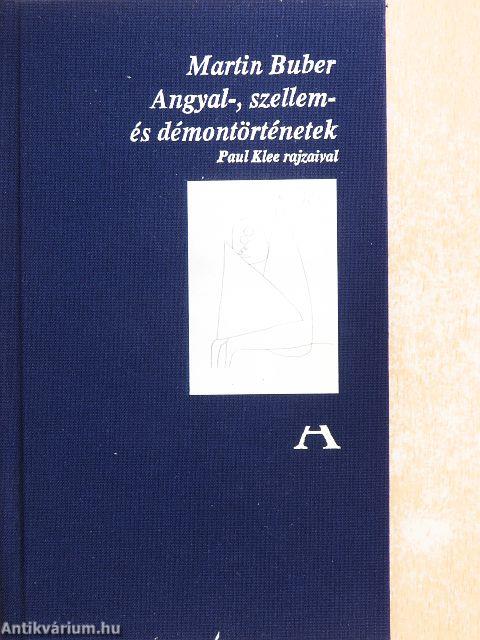 Martin Buber
Angyal-, szellem-
és démontörténetek
Paul Klee rajzaival
Antikvárium.hu